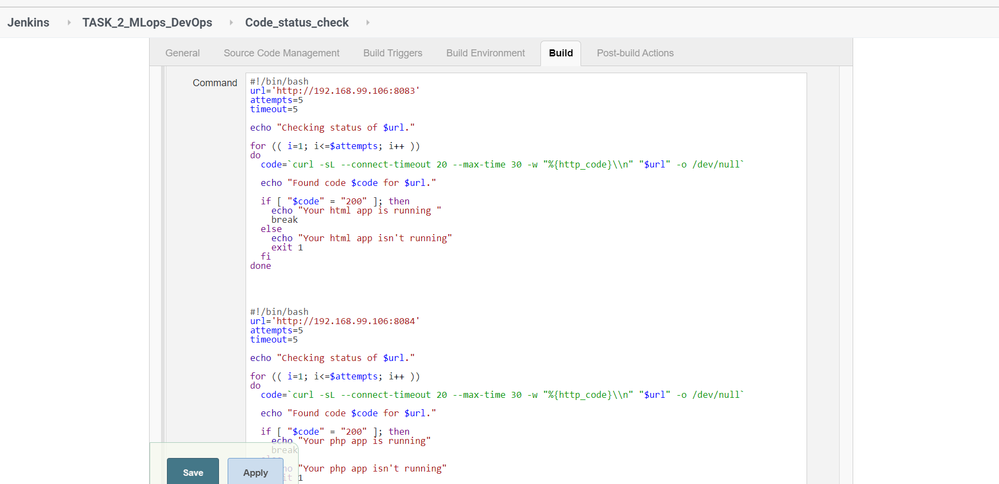 Jenkins TASK_2_MLops_DevOps Code_status_check
General Source Code Management Build Triggers Build Environment Build Post-build Actions
Command
#!/bin/bash
url='http://192.168.99.106:8083'
attempts=5
timeout=5
echo "Checking status of $url."
for (( i=1; i<=$attempts; i++ ))
do
code=`curl -sL --connect-timeout 20 --max-time 30 -w "%{http_code}\\n" "$url" -o /dev/null`
echo "Found code $code for $url."
if [ "$code" = "200" ]; then
echo "Your html app is running "
break
else
echo "Your html app isn't running"
exit 1
fi
done
#!/bin/bash
url='http://192.168.99.106:8084'
attempts=5
timeout=5
echo "Checking status of $url."
for (( i=1; i<=$attempts; i++ ))
do
code=`curl -sL --connect-timeout 20 --max-time 30 -w "%{http_code}\\n" "$url" -o /dev/null`
echo "Found code $code for $url."
if [ "$code" = "200" ]; then
echo "Your php app is running"
break
"Your php app isn't running"
1
Save Apply